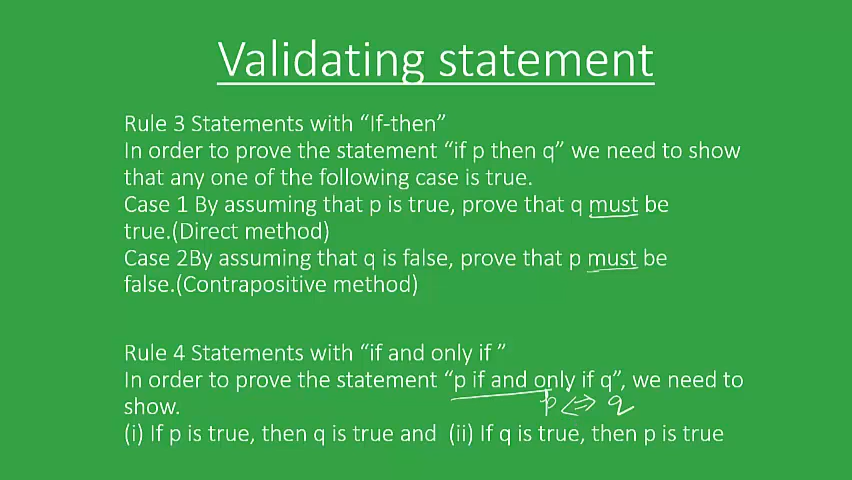 Validating statement
Rule 3 Statements with “If-then”
In order to prove the statement “if p then q” we need to show
that any one of the following case is true.
Case 1 By assuming that p is true, prove that q must be
true.(Direct method)
Case 2By assuming that q is false, prove that p must be
false.(Contrapositive method)
Rule 4 Statements with “if and only if ”
In order to prove the statement “p if and only if q”, we need to
show.
p <=> q
(i) If p is true, then q is true and (ii) If q is true, then p is true